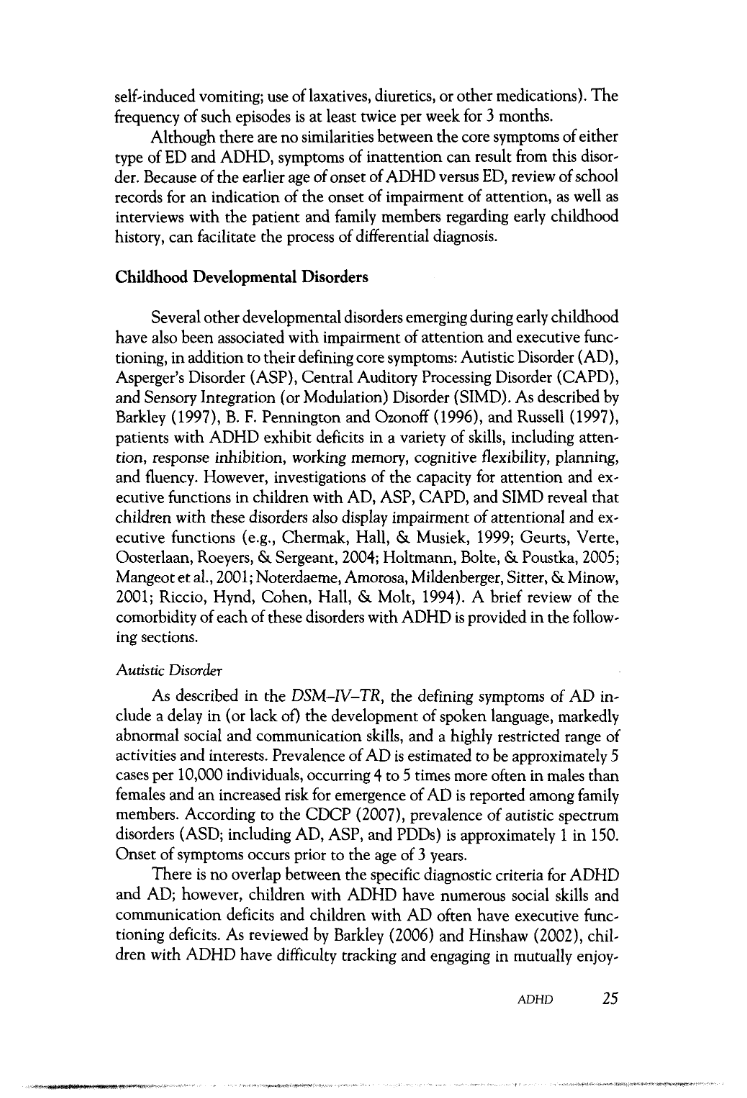 self-induced vomiting; use of laxatives, diuretics, or other medications). The
frequency of such episodes is at least twice per week for 3 months.
Although there are no similarities between the core symptoms of either
type of ED and ADHD, symptoms of inattention can result from this disor-
der. Because of the earlier age of onset of ADHD versus ED, review of school
records for an indication of the onset of impairment of attention, as well as
interviews with the patient and family members regarding early childhood
history, can facilitate the process of differential diagnosis.
Childhood Developmental Disorders
Several other developmental disorders emerging during early childhood
have also been associated with impairment of attention and executive func-
tioning, in addition to their defining core symptoms: Autistic Disorder (AD),
Asperger's Disorder (ASP), Central Auditory Processing Disorder (CAPD),
and Sensory Integration (or Modulation) Disorder (SIMD). As described by
Barkley (1997), B. F. Pennington and Ozonoff (1996), and Russell (1997),
patients with ADHD exhibit deficits in a variety of skills, including atten-
tion, response inhibition, working memory, cognitive flexibility, planning,
and fluency. However, investigations of the capacity for attention and ex-
ecutive functions in children with AD, ASP, CAPD, and SIMD reveal that
children with these disorders also display impairment of attentional and ex-
ecutive functions (e.g., Chermak, Hall, & Musiek, 1999; Geurts, Verte,
Oosterlaan, Roeyers, & Sergeant, 2004; Holtmann, Bolte, & Poustka, 2005;
Mangeot et al., 2001; Noterdaeme, Amorosa, Mildenberger, Sitter, & Minow,
2001; Riccio, Hynd, Cohen, Hall, & Molt, 1994). A brief review of the
comorbidity of each of these disorders with ADHD is provided in the follow-
ing sections.
Autistic Disorder
As described in the DSM–IV–TR, the defining symptoms of AD in-
clude a delay in (or lack of) the development of spoken language, markedly
abnormal social and communication skills, and a highly restricted range of
activities and interests. Prevalence of AD is estimated to be approximately 5
cases per 10,000 individuals, occurring 4 to 5 times more often in males than
females and an increased risk for emergence of AD is reported among family
members. According to the CDCP (2007), prevalence of autistic spectrum
disorders (ASD; including AD, ASP, and PDDs) is approximately 1 in 150.
Onset of symptoms occurs prior to the age of 3 years.
There is no overlap between the specific diagnostic criteria for ADHD
and AD; however, children with ADHD have numerous social skills and
communication deficits and children with AD often have executive func-
tioning deficits. As reviewed by Barkley (2006) and Hinshaw (2002), chil-
dren with ADHD have difficulty tracking and engaging in mutually enjoy-
ADHD 25